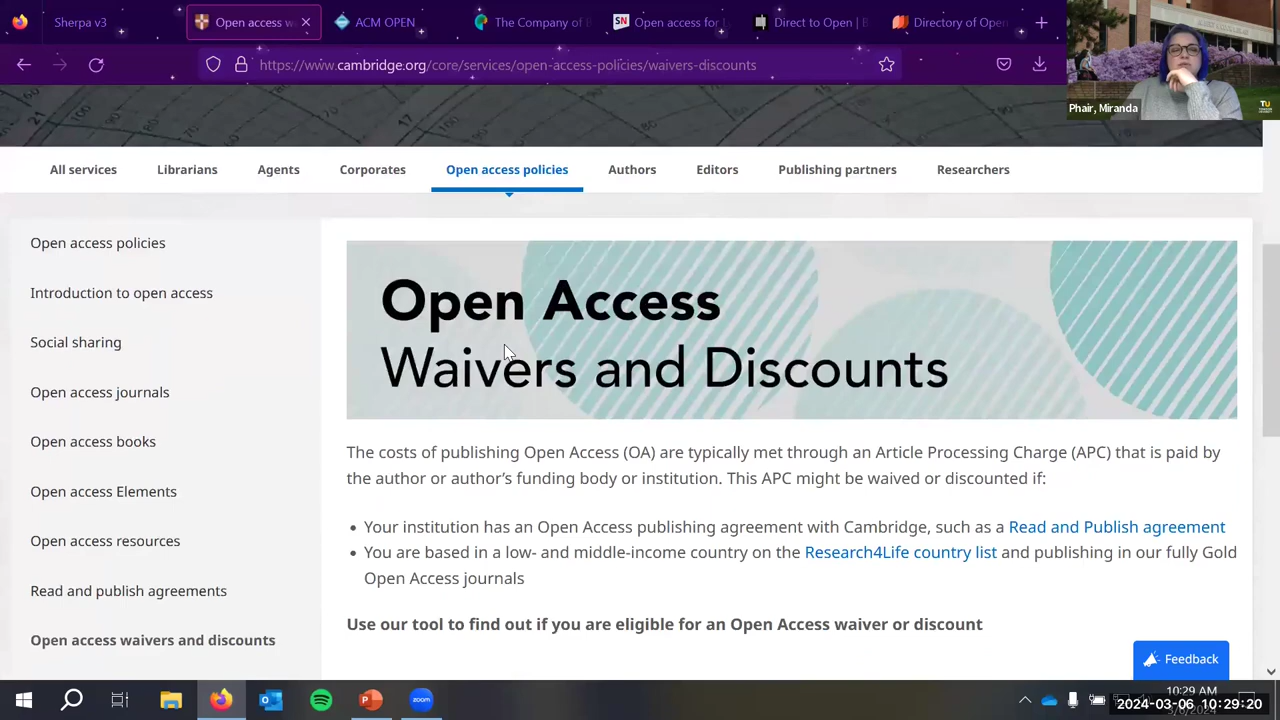 Sherpa v3
Open access w
ACM OPEN
The Company of B
Open access for
Direct to Open | B
Directory of Open
https://www.cambridge.org/core/services/open-access-policies/waivers-discounts
Phair, Miranda
TU
All services
Librarians
Agents
Corporates
Open access policies
Authors
Editors
Publishing partners
Researchers
Open access policies
Introduction to open access
Social sharing
Open access journals
Open access books
Open access Elements
Open access resources
Read and publish agreements
Open access waivers and discounts
Open Access
Waivers and Discounts
The costs of publishing Open Access (OA) are typically met through an Article Processing Charge (APC) that is paid by
the author or author’s funding body or institution. This APC might be waived or discounted if:
• Your institution has an Open Access publishing agreement with Cambridge, such as a Read and Publish agreement
• You are based in a low- and middle-income country on the Research4Life country list and publishing in our fully Gold
Open Access journals
Use our tool to find out if you are eligible for an Open Access waiver or discount
Feedback
zoom
10:29 AM
2024-03-06 10:29:20